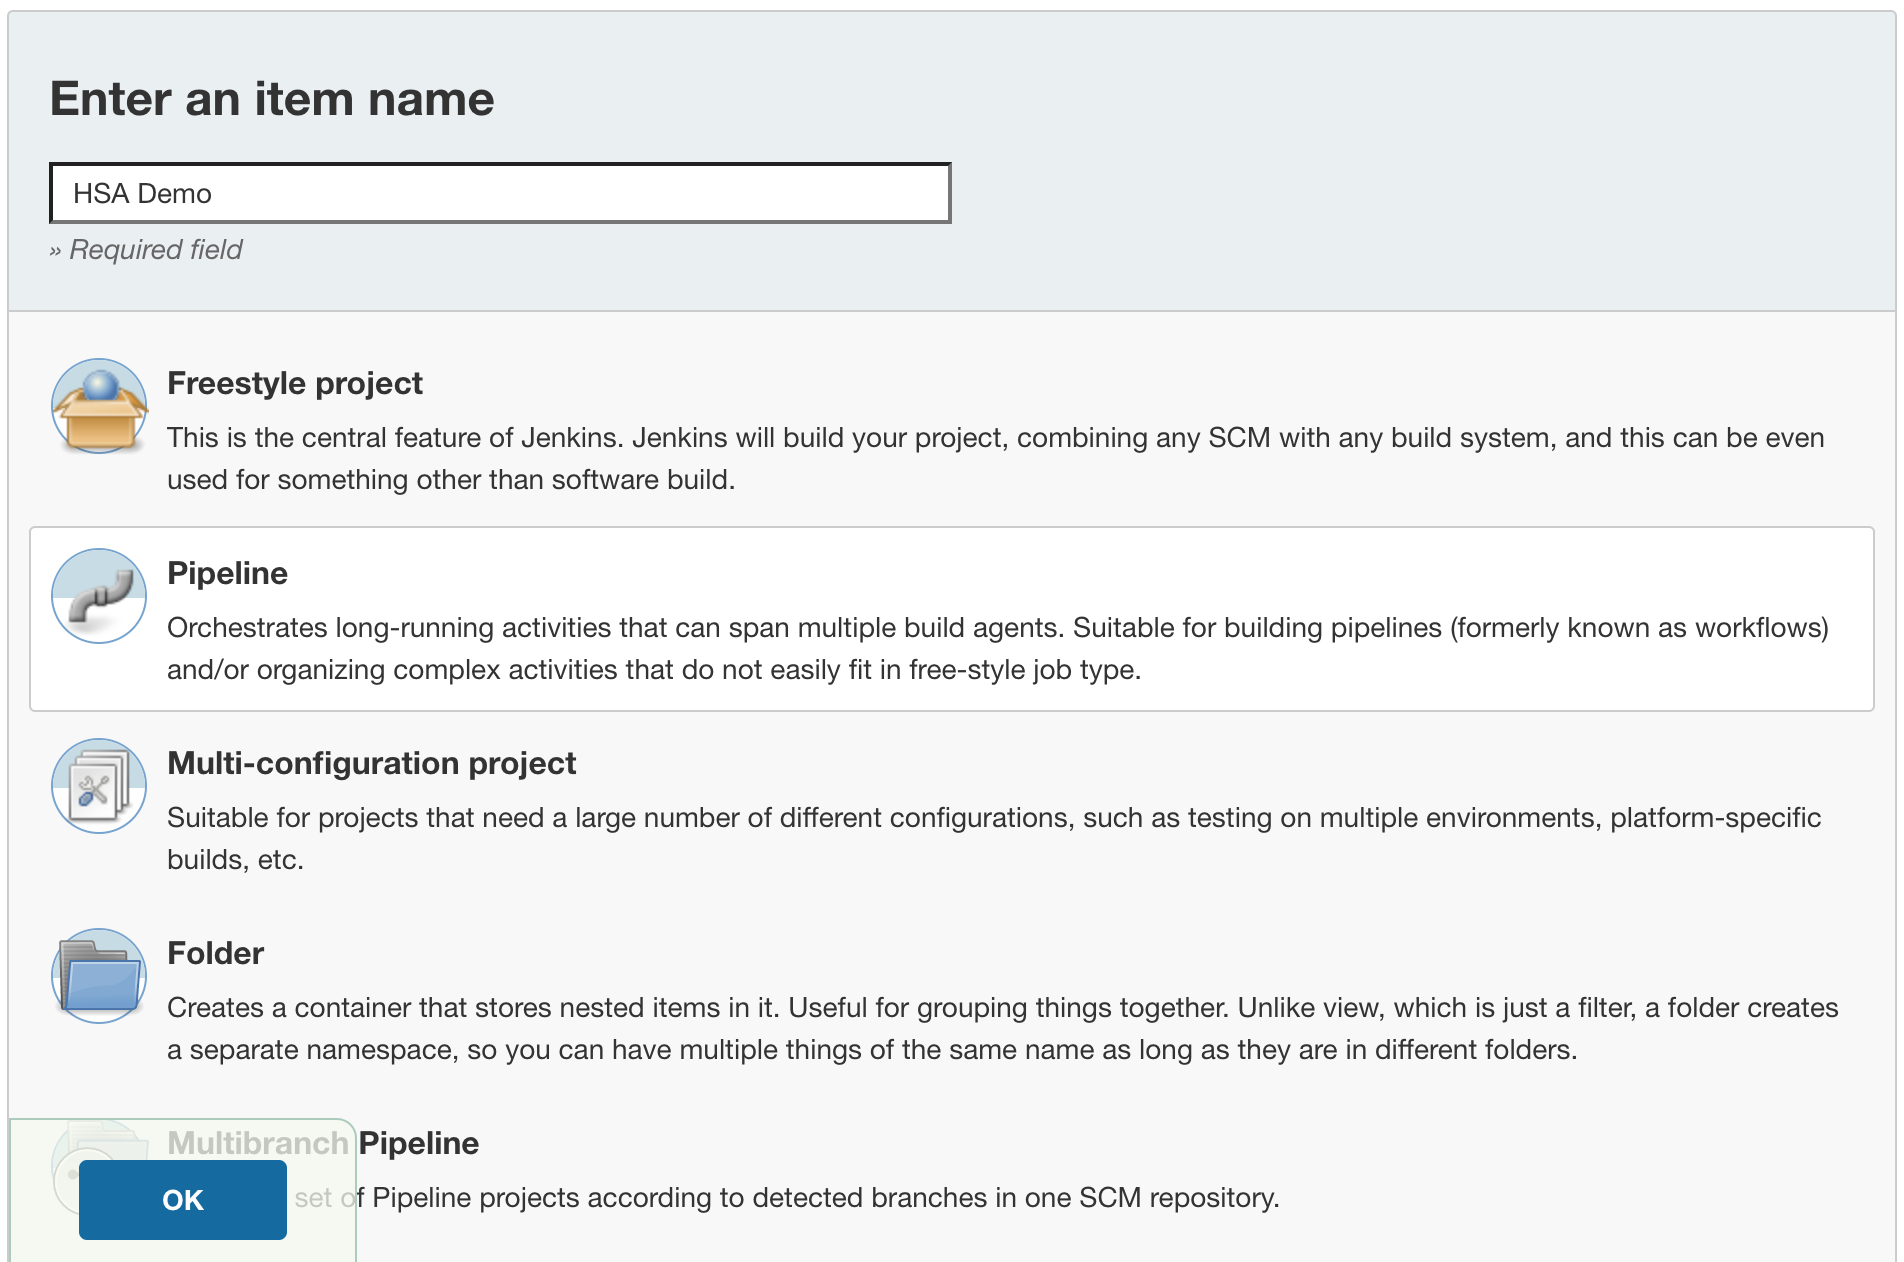 Enter an item name
HSA Demo
» Required field
Freestyle project
This is the central feature of Jenkins. Jenkins will build your project, combining any SCM with any build system, and this can be even
used for something other than software build.
Pipeline
Orchestrates long-running activities that can span multiple build agents. Suitable for building pipelines (formerly known as workflows)
and/or organizing complex activities that do not easily fit in free-style job type.
Multi-configuration project
Suitable for projects that need a large number of different configurations, such as testing on multiple environments, platform-specific
builds, etc.
Folder
Creates a container that stores nested items in it. Useful for grouping things together. Unlike view, which is just a filter, a folder creates
a separate namespace, so you can have multiple things of the same name as long as they are in different folders.
Multibranch Pipeline
set of Pipeline projects according to detected branches in one SCM repository.
OK